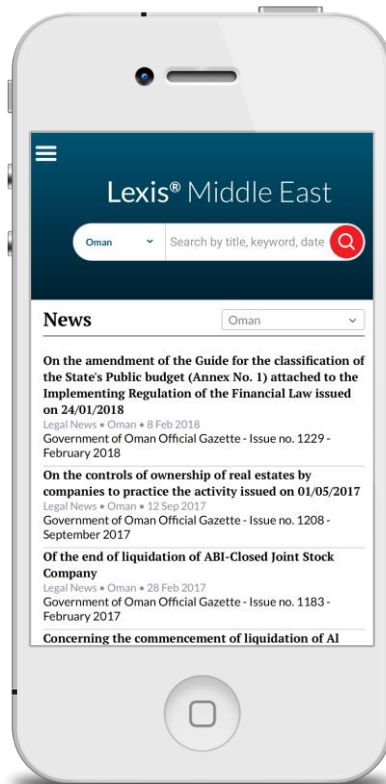 Lexis® Middle East
Oman
Search by title, keyword, date
News
Oman
On the amendment of the Guide for the classification of
the State's Public budget (Annex No. 1) attached to the
Implementing Regulation of the Financial Law issued
on 24/01/2018
Legal News • Oman • 8 Feb 2018
Government of Oman Official Gazette - Issue no. 1229 -
February 2018
On the controls of ownership of real estates by
companies to practice the activity issued on 01/05/2017
Legal News • Oman • 12 Sep 2017
Government of Oman Official Gazette - Issue no. 1208 -
September 2017
Of the end of liquidation of ABI-Closed Joint Stock
Company
Legal News • Oman • 28 Feb 2017
Government of Oman Official Gazette - Issue no. 1183 -
February 2017
Concerning the commencement of liquidation of Al